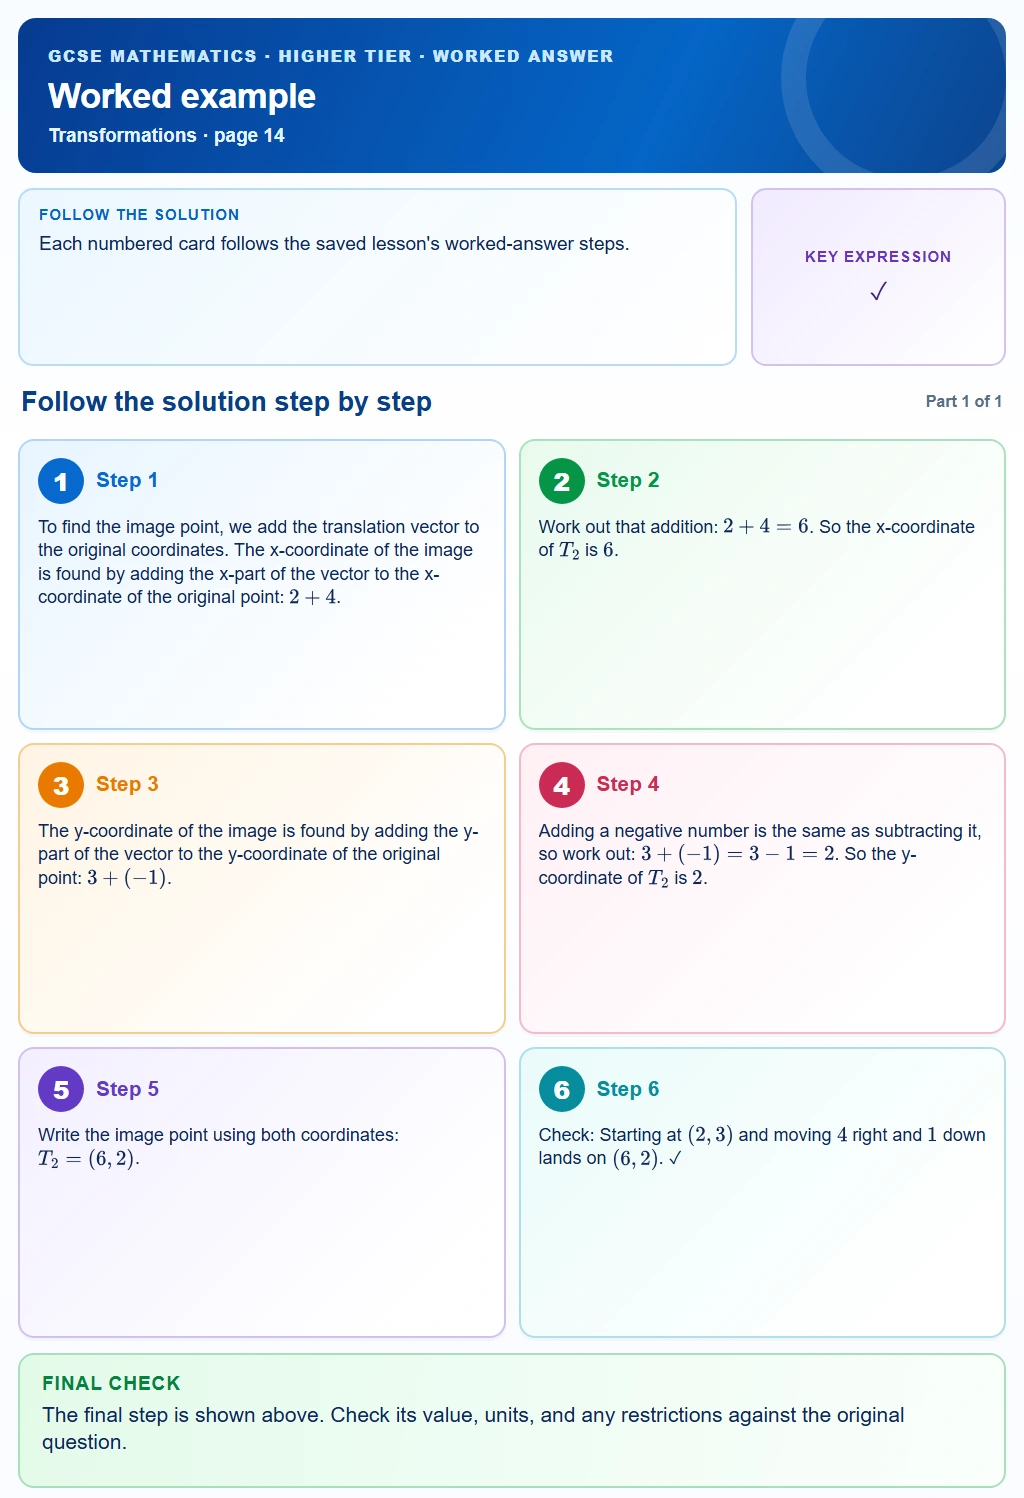 GCSE MATHEMATICS · HIGHER TIER · WORKED ANSWER
Worked example
Transformations · page 14
FOLLOW THE SOLUTION
Each numbered card follows the saved lesson's worked-answer steps.
KEY EXPRESSION
✓
Follow the solution step by step
Part 1 of 1
1 Step 1
To find the image point, we add the translation vector to
the original coordinates. The x-coordinate of the image
is found by adding the x-part of the vector to the x-
coordinate of the original point: 2 + 4.
2 Step 2
Work out that addition: 2 + 4 = 6. So the x-coordinate
of T₂ is 6.
3 Step 3
The y-coordinate of the image is found by adding the y-
part of the vector to the y-coordinate of the original
point: 3 + (−1).
4 Step 4
Adding a negative number is the same as subtracting it,
so work out: 3 + (−1) = 3 − 1 = 2. So the y-
coordinate of T₂ is 2.
5 Step 5
Write the image point using both coordinates:
T₂ = (6, 2).
6 Step 6
Check: Starting at (2, 3) and moving 4 right and 1 down
lands on (6, 2). ✓
FINAL CHECK
The final step is shown above. Check its value, units, and any restrictions against the original
question.